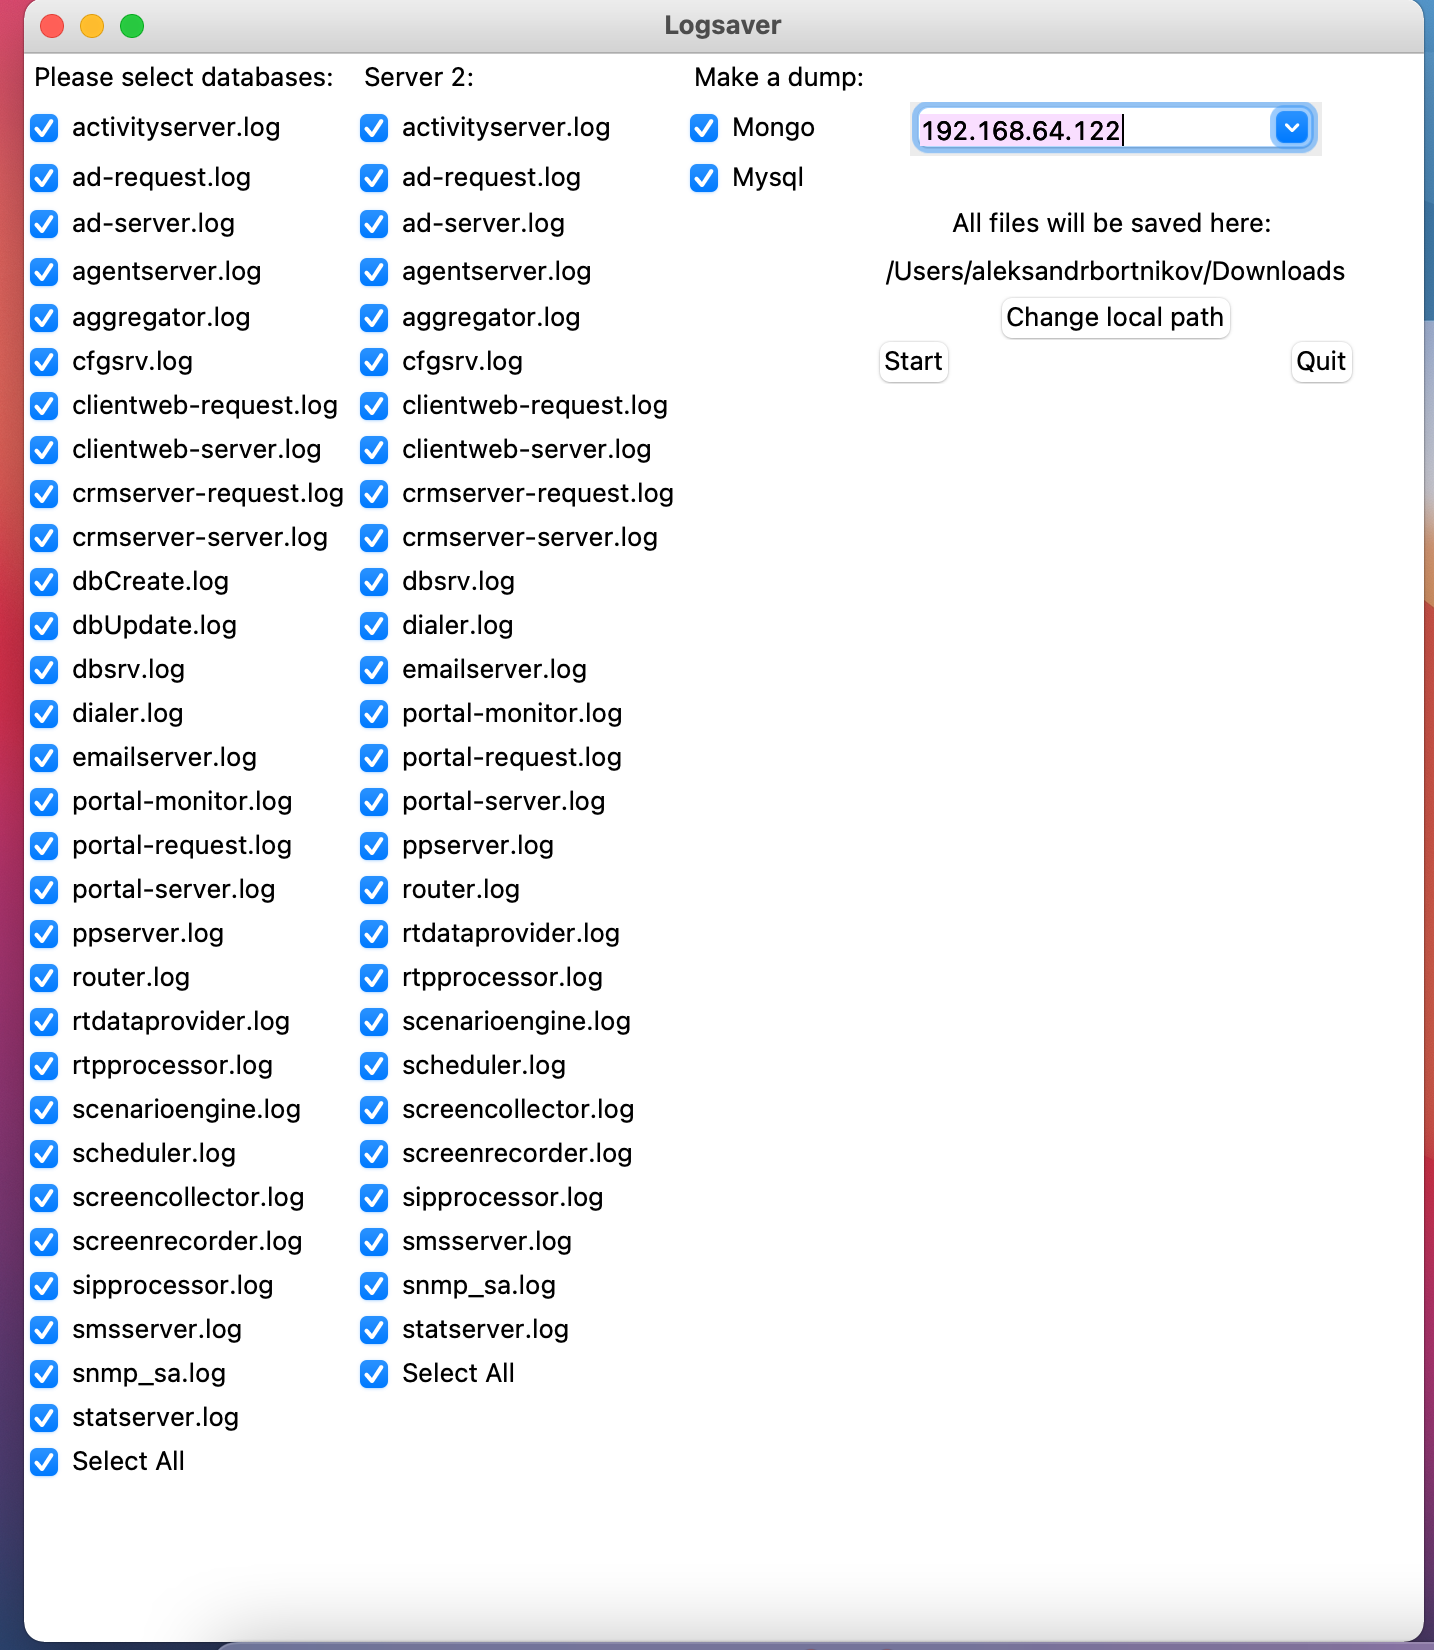 Logsaver
Please select databases:
activityserver.log
ad-request.log
ad-server.log
agentserver.log
aggregator.log
cfgsrv.log
clientweb-request.log
clientweb-server.log
crmserver-request.log
crmserver-server.log
dbCreate.log
dbUpdate.log
dbsrv.log
dialer.log
emailserver.log
portal-monitor.log
portal-request.log
portal-server.log
ppserver.log
router.log
rtdataprovider.log
rtpprocessor.log
scenarioengine.log
scheduler.log
screencollector.log
screenrecorder.log
sipprocessor.log
smsserver.log
snmp_sa.log
statserver.log
Select All
Server 2:
activityserver.log
ad-request.log
ad-server.log
agentserver.log
aggregator.log
cfgsrv.log
clientweb-request.log
clientweb-server.log
crmserver-request.log
crmserver-server.log
dbsrv.log
dialer.log
emailserver.log
portal-monitor.log
portal-request.log
portal-server.log
ppserver.log
router.log
rtdataprovider.log
rtpprocessor.log
scenarioengine.log
scheduler.log
screencollector.log
screenrecorder.log
sipprocessor.log
smsserver.log
snmp_sa.log
statserver.log
Select All
Make a dump:
Mongo
Mysql
192.168.64.122
All files will be saved here:
/Users/aleksandrbortnikov/Downloads
Change local path
Start
Quit